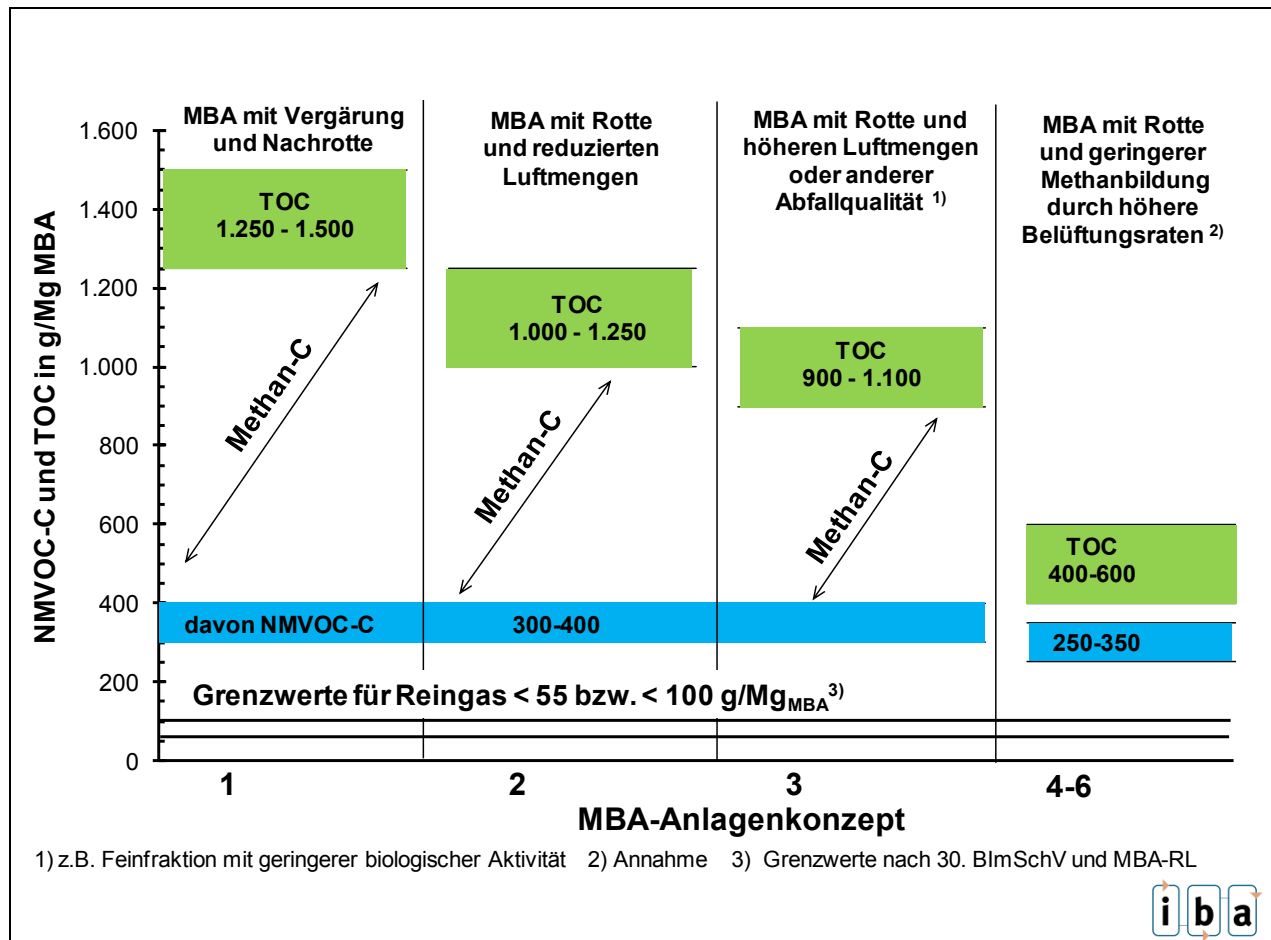 MBA mit Vergärung
und Nachrotte
MBA mit Rotte
und reduzierten
Luftmengen
MBA mit Rotte und
höheren Luftmengen
oder anderer
Abfallqualität 1)
MBA mit Rotte
und geringerer
Methanbildung
durch höhere
Belüftungsraten 2)
NMVOC-C und TOC in g/Mg MBA
1.600
1.400
1.200
1.000
800
600
400
200
0
TOC
1.250 - 1.500
TOC
1.000 - 1.250
TOC
900 - 1.100
TOC
400-600
Methan-C
Methan-C
Methan-C
davon NMVOC-C
300-400
250-350
Grenzwerte für Reingas < 55 bzw. < 100 g/MgMBA3)
1
2
3
4-6
MBA-Anlagenkonzept
1) z.B. Feinfraktion mit geringerer biologischer Aktivität 2) Annahme 3) Grenzwerte nach 30. BImSchV und MBA-RL
iba